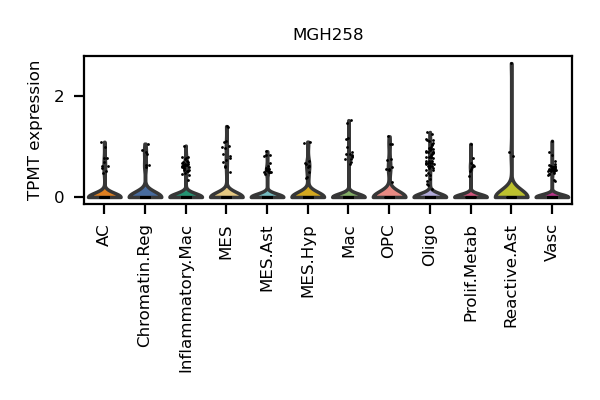 MGH258
TPMT expression
2
0
AC
Chromatin.Reg
Inflammatory.Mac
MES
MES.Ast
MES.Hyp
Mac
OPC
Oligo
Prolif.Metab
Reactive.Ast
Vasc